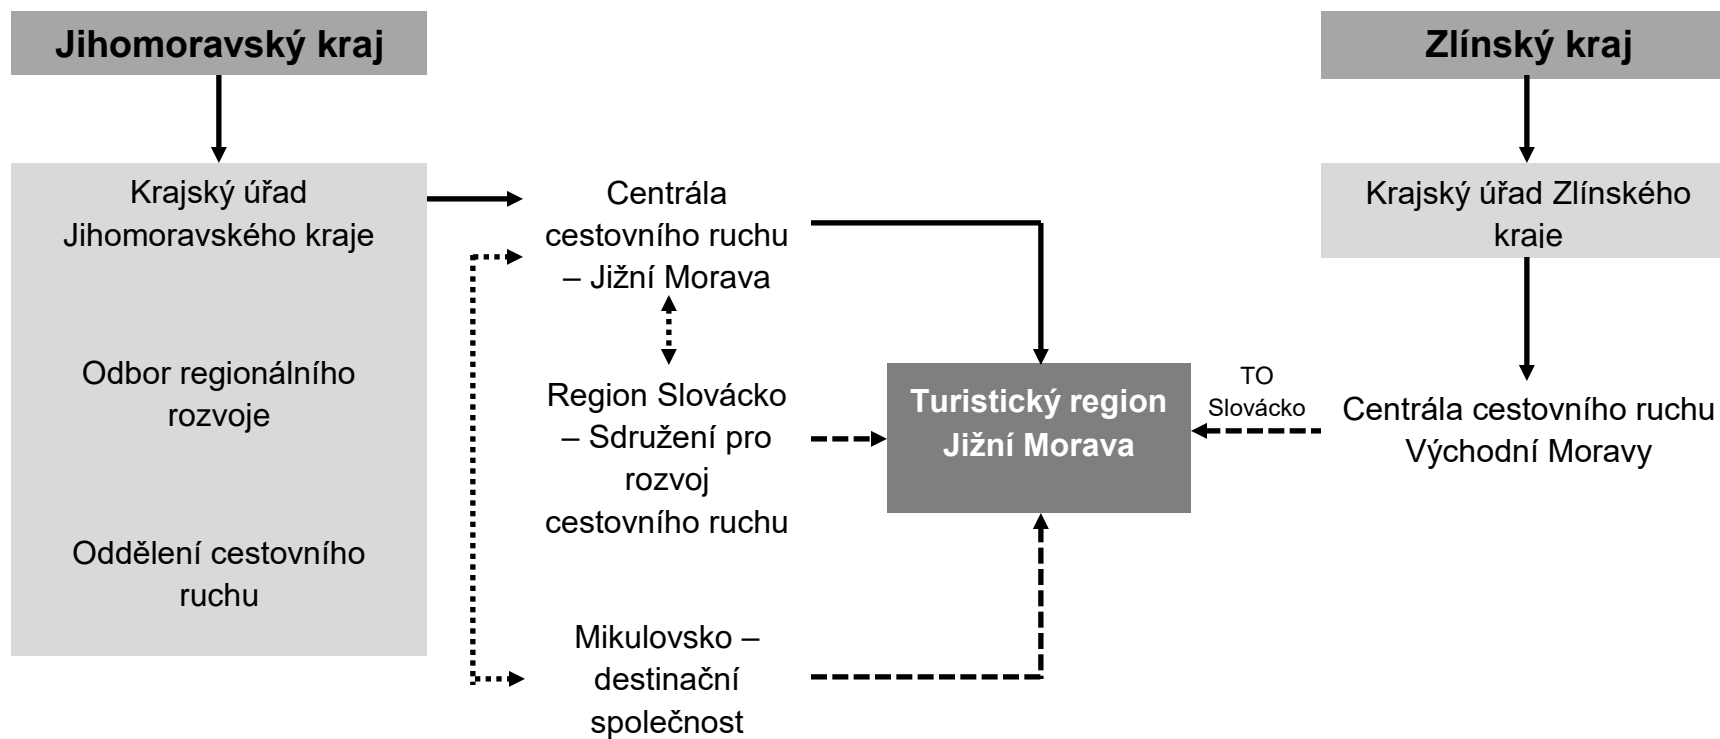 Jihomoravský kraj
Zlínský kraj
Krajský úřad
Jihomoravského kraje
Odbor regionálního
rozvoje
Oddělení cestovního
ruchu
Centrála
cestovního ruchu
– Jižní Morava
Region Slovácko
– Sdružení pro
rozvoj
cestovního ruchu
Mikulovsko –
destinační
společnost
Turistický region
Jižní Morava
TO
Slovácko
Krajský úřad Zlínského
kraje
Centrála cestovního ruchu
Východní Moravy